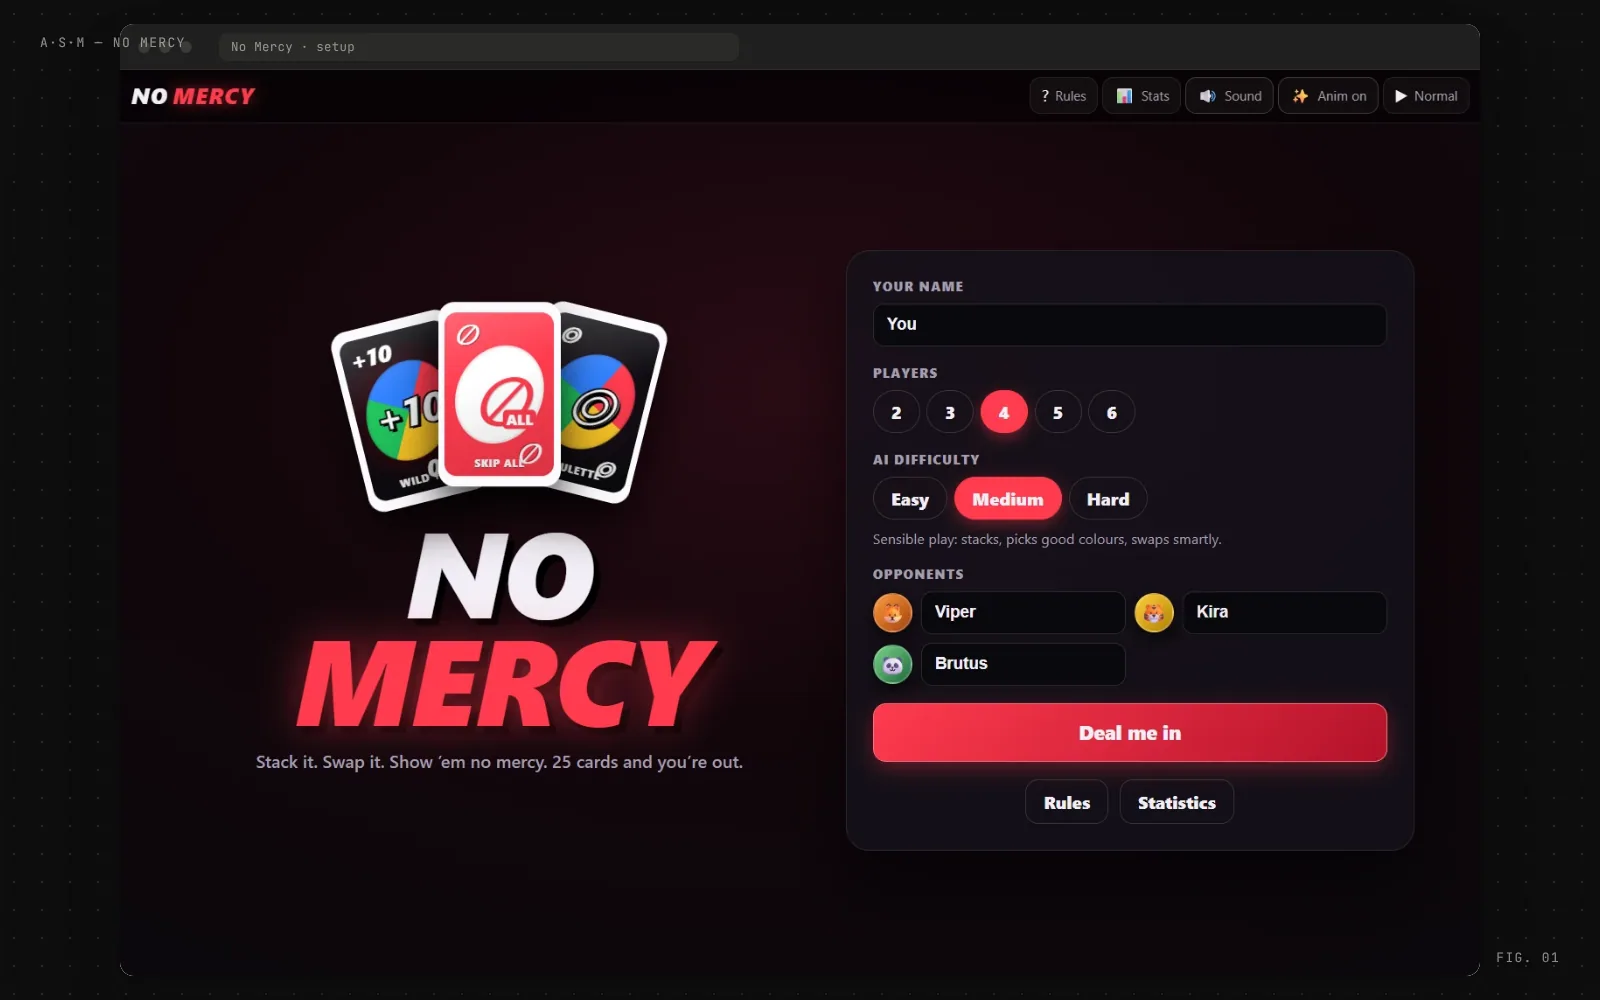 A·S·M — NO MERCY
No Mercy · setup
NO MERCY
? Rules
Stats
Sound
Anim on
Normal
+10
+10
WILD
ALL
SKIP ALL
NO
MERCY
Stack it. Swap it. Show ‘em no mercy. 25 cards and you’re out.
YOUR NAME
You
PLAYERS
2 3 4 5 6
AI DIFFICULTY
Easy Medium Hard
Sensible play: stacks, picks good colours, swaps smartly.
OPPONENTS
Viper
Kira
Brutus
Deal me in
Rules
Statistics
FIG. 01